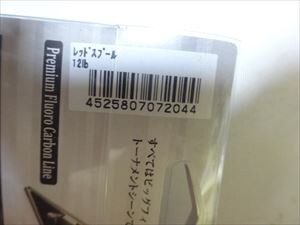 ﾚｯﾄﾞｽﾌﾟｰﾙ
12lb
4525807072044
Premium Fluoro Carbon Line
すべてはビッグフィ
トーナメントシーンで